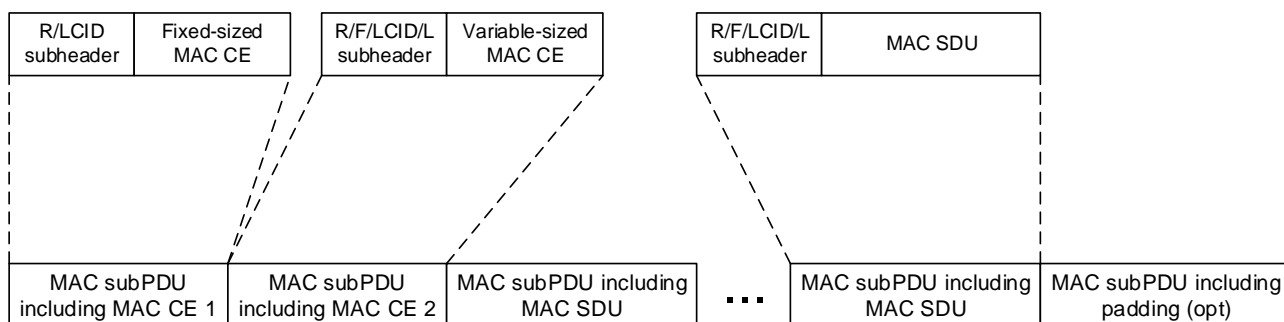 R/LCID
subheader
Fixed-sized
MAC CE
R/F/LCID/L
subheader
Variable-sized
MAC CE
R/F/LCID/L
subheader
MAC SDU
MAC subPDU
including MAC CE 1
MAC subPDU
including MAC CE 2
MAC subPDU including
MAC SDU
...
MAC subPDU including
MAC SDU
MAC subPDU including
padding (opt)